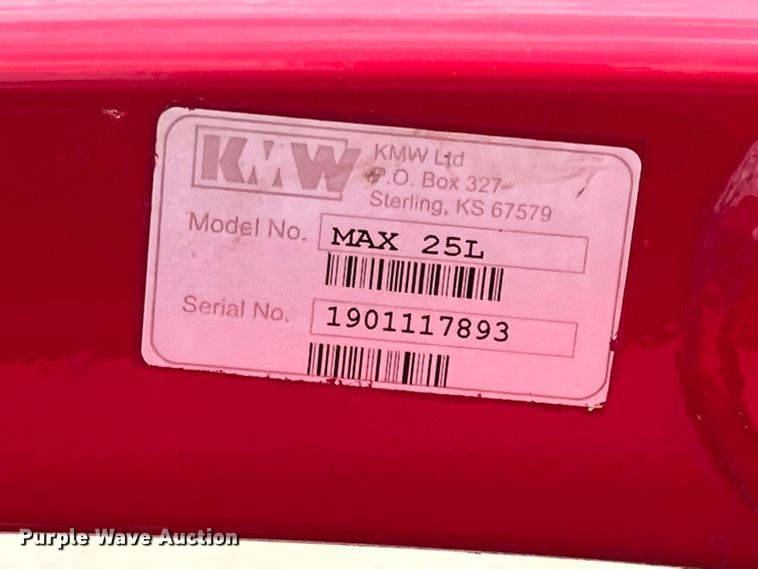 KMW
KMW Ltd
P.O. Box 327
Sterling, KS 67579
Model No. MAX 25L
Serial No. 1901117893
Purple Wave Auction